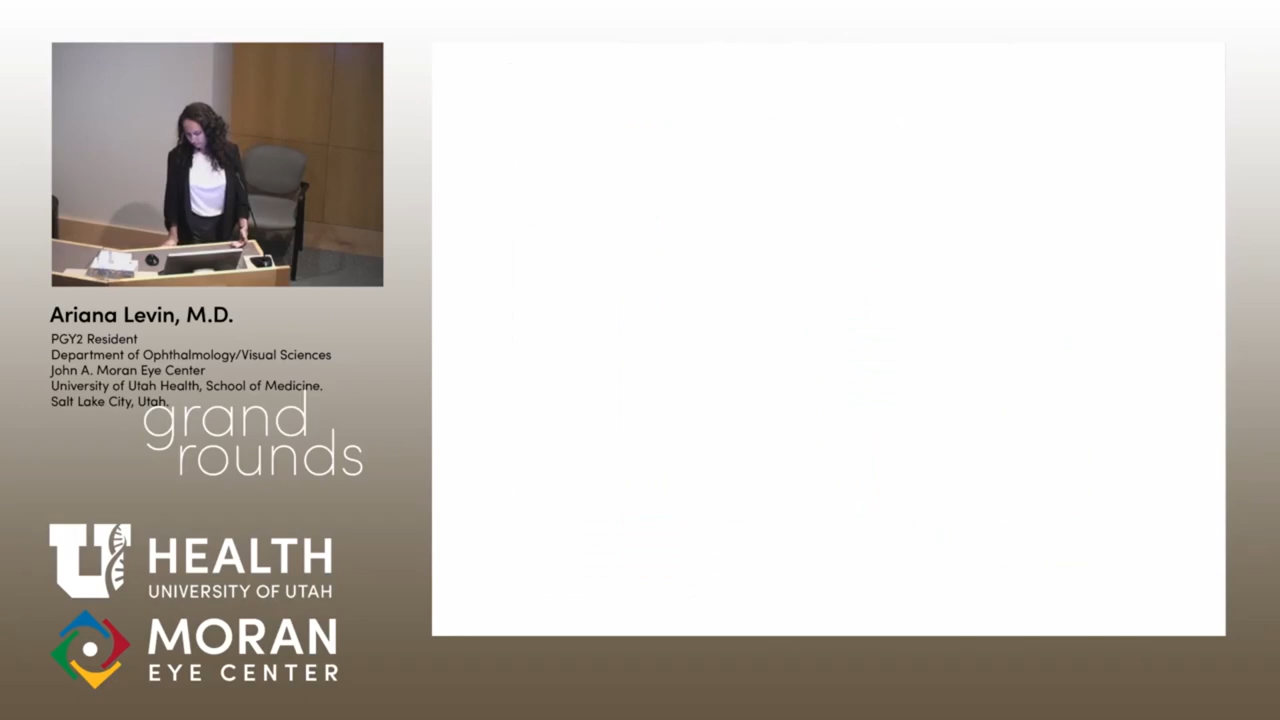 Ariana Levin, M.D.
PGY2 Resident
Department of Ophthalmology/Visual Sciences
John A. Moran Eye Center
University of Utah Health, School of Medicine.
Salt Lake City, Utah.
grand
rounds
U HEALTH
UNIVERSITY OF UTAH
MORAN
EYE CENTER